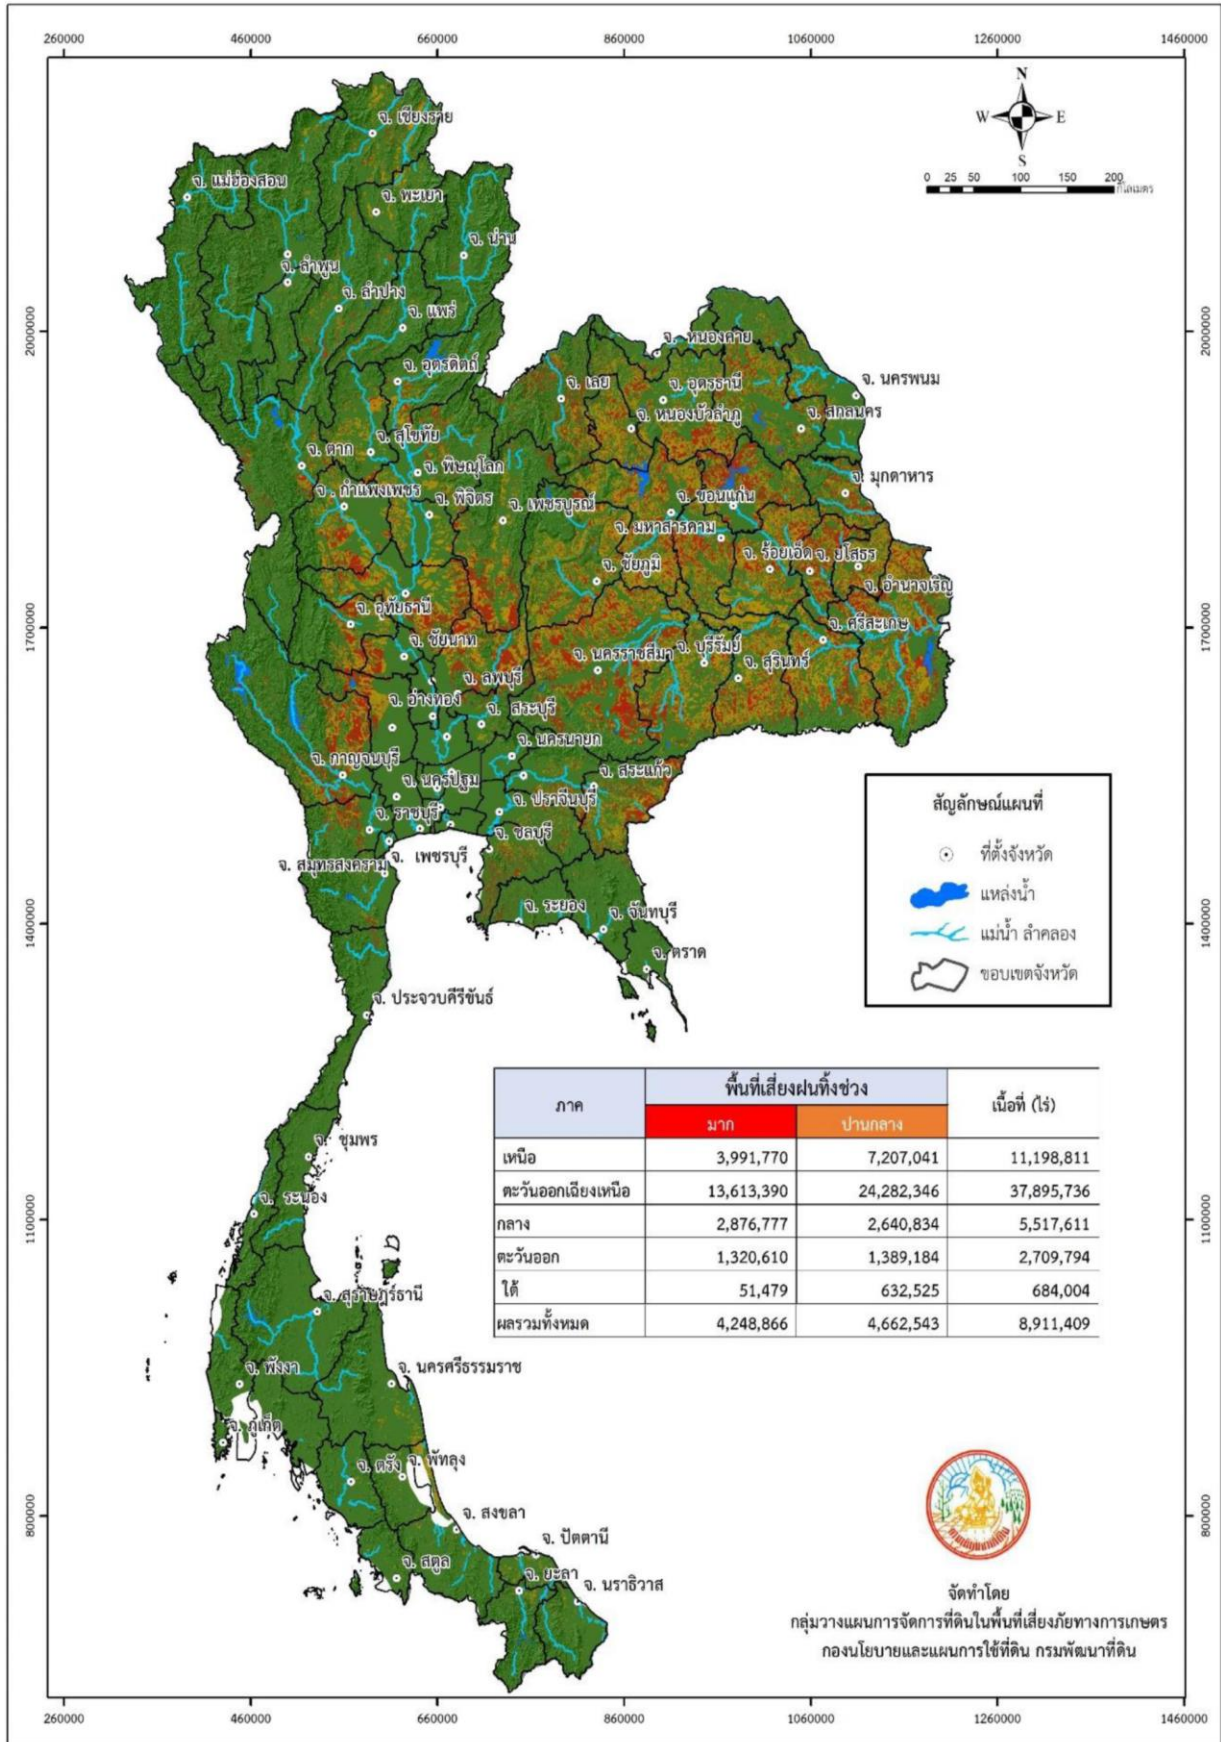 260000 460000 660000 860000 1060000 1260000 1460000
N
W E
S
0 25 50 100 150 200
กิโลเมตร
จ. เชียงราย
จ. แม่ฮ่องสอน
จ. พะเยา
จ. น่าน
จ. ลำพูน
จ. ลำปาง
จ. แพร่
2000000 2000000
จ. หนองคาย
จ. อุตรดิตถ์
จ. เลย
จ. อุดรธานี
จ. นครพนม
จ. หนองบัวลำภู
จ. สกลนคร
จ. สุโขทัย
จ. ตาก
จ. พิษณุโลก
จ. มุกดาหาร
จ . กำแพงเพชร
จ. พิจิตร
จ. เพชรบูรณ์
จ. ขอนแก่น
จ. มหาสารคาม
จ. ชัยภูมิ
จ. ร้อยเอ็ด
จ. ยโสธร
จ. อำนาจเจริญ
จ. อุทัยธานี
1700000 1700000
จ. ชัยนาท
จ. ศรีสะเกษ
จ. นครราชสีมา
จ. บุรีรัมย์
จ. สุรินทร์
จ. ลพบุรี
จ. อ่างทอง
จ. สระบุรี
จ. นครนายก
จ. กาญจนบุรี
จ. นครปฐม
จ. สระแก้ว
จ. ปราจีนบุรี
จ. ราชบุรี
จ. ชลบุรี
จ. สมุทรสงคราม
จ. เพชรบุรี
จ. ระยอง
จ. จันทบุรี
จ. ตราด
1400000 1400000
จ. ประจวบคีรีขันธ์
สัญลักษณ์แผนที่
ที่ตั้งจังหวัด
แหล่งน้ำ
แม่น้ำ ลำคลอง
ขอบเขตจังหวัด
ภาค พื้นที่เสี่ยงฝนทิ้งช่วง เนื้อที่ (ไร่)
มาก ปานกลาง
เหนือ 3,991,770 7,207,041 11,198,811
ตะวันออกเฉียงเหนือ 13,613,390 24,282,346 37,895,736
กลาง 2,876,777 2,640,834 5,517,611
ตะวันออก 1,320,610 1,389,184 2,709,794
ใต้ 51,479 632,525 684,004
ผลรวมทั้งหมด 4,248,866 4,662,543 8,911,409
จ. ชุมพร
จ. ระนอง
1100000 1100000
จ. สุราษฎร์ธานี
จ. พังงา
จ. นครศรีธรรมราช
จ. ภูเก็ต
จ. ตรัง
จ. พัทลุง
จ. สงขลา
800000 800000
จ. ปัตตานี
จ. สตูล
จ. ยะลา
จ. นราธิวาส
กรมพัฒนาที่ดิน
จัดทำโดย
กลุ่มวางแผนการจัดการที่ดินในพื้นที่เสี่ยงภัยทางการเกษตร
กองนโยบายและแผนการใช้ที่ดิน กรมพัฒนาที่ดิน
260000 460000 660000 860000 1060000 1260000 1460000